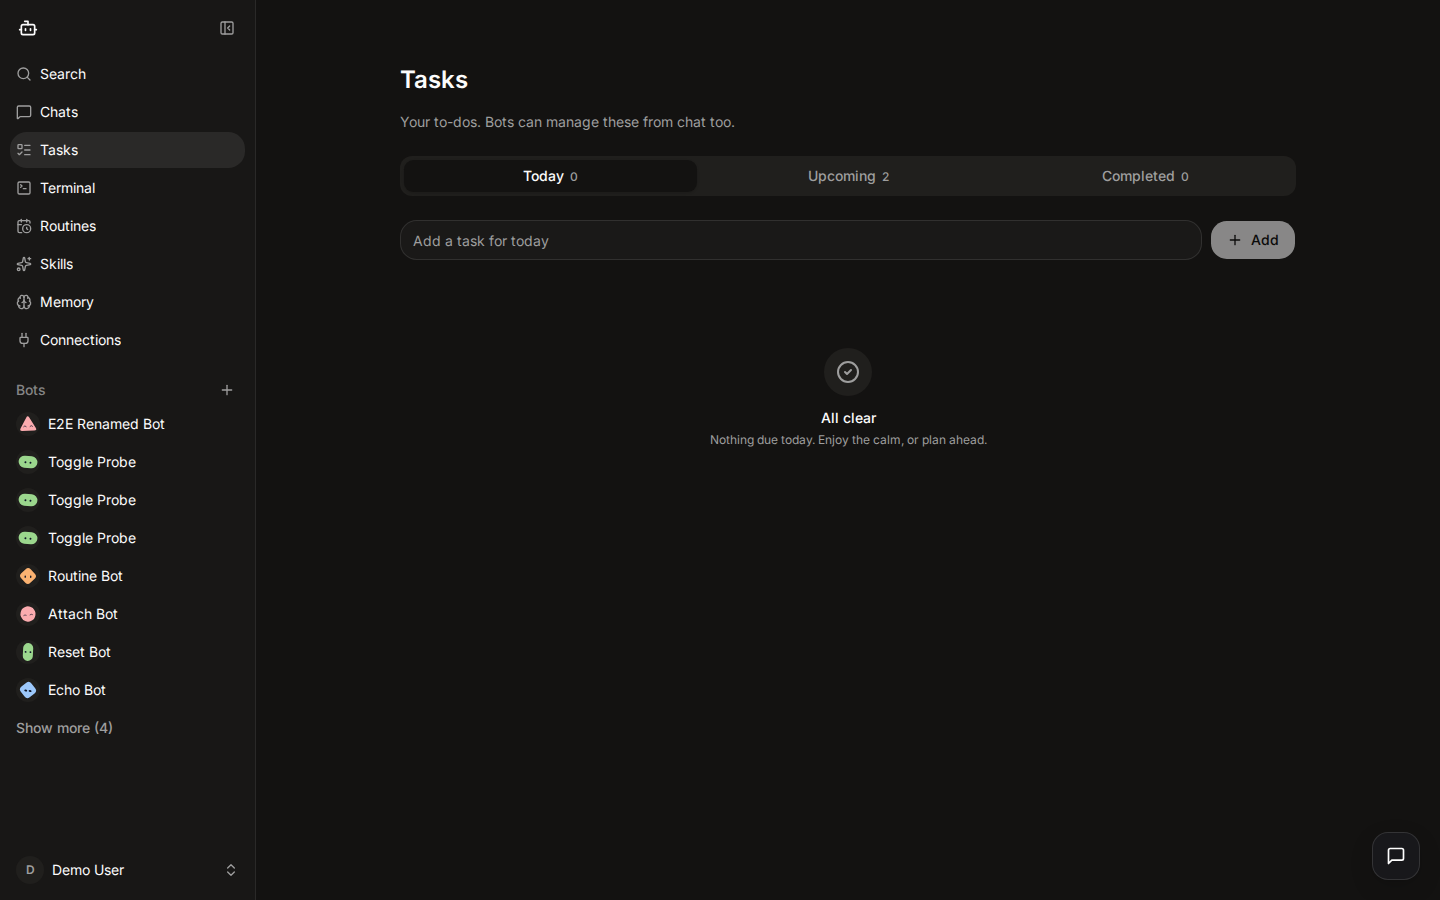 Search
Chats
Tasks
Terminal
Routines
Skills
Memory
Connections
Bots
E2E Renamed Bot
Toggle Probe
Toggle Probe
Toggle Probe
Routine Bot
Attach Bot
Reset Bot
Echo Bot
Show more (4)
D Demo User
Tasks
Your to-dos. Bots can manage these from chat too.
Today 0 Upcoming 2 Completed 0
Add a task for today Add
All clear
Nothing due today. Enjoy the calm, or plan ahead.